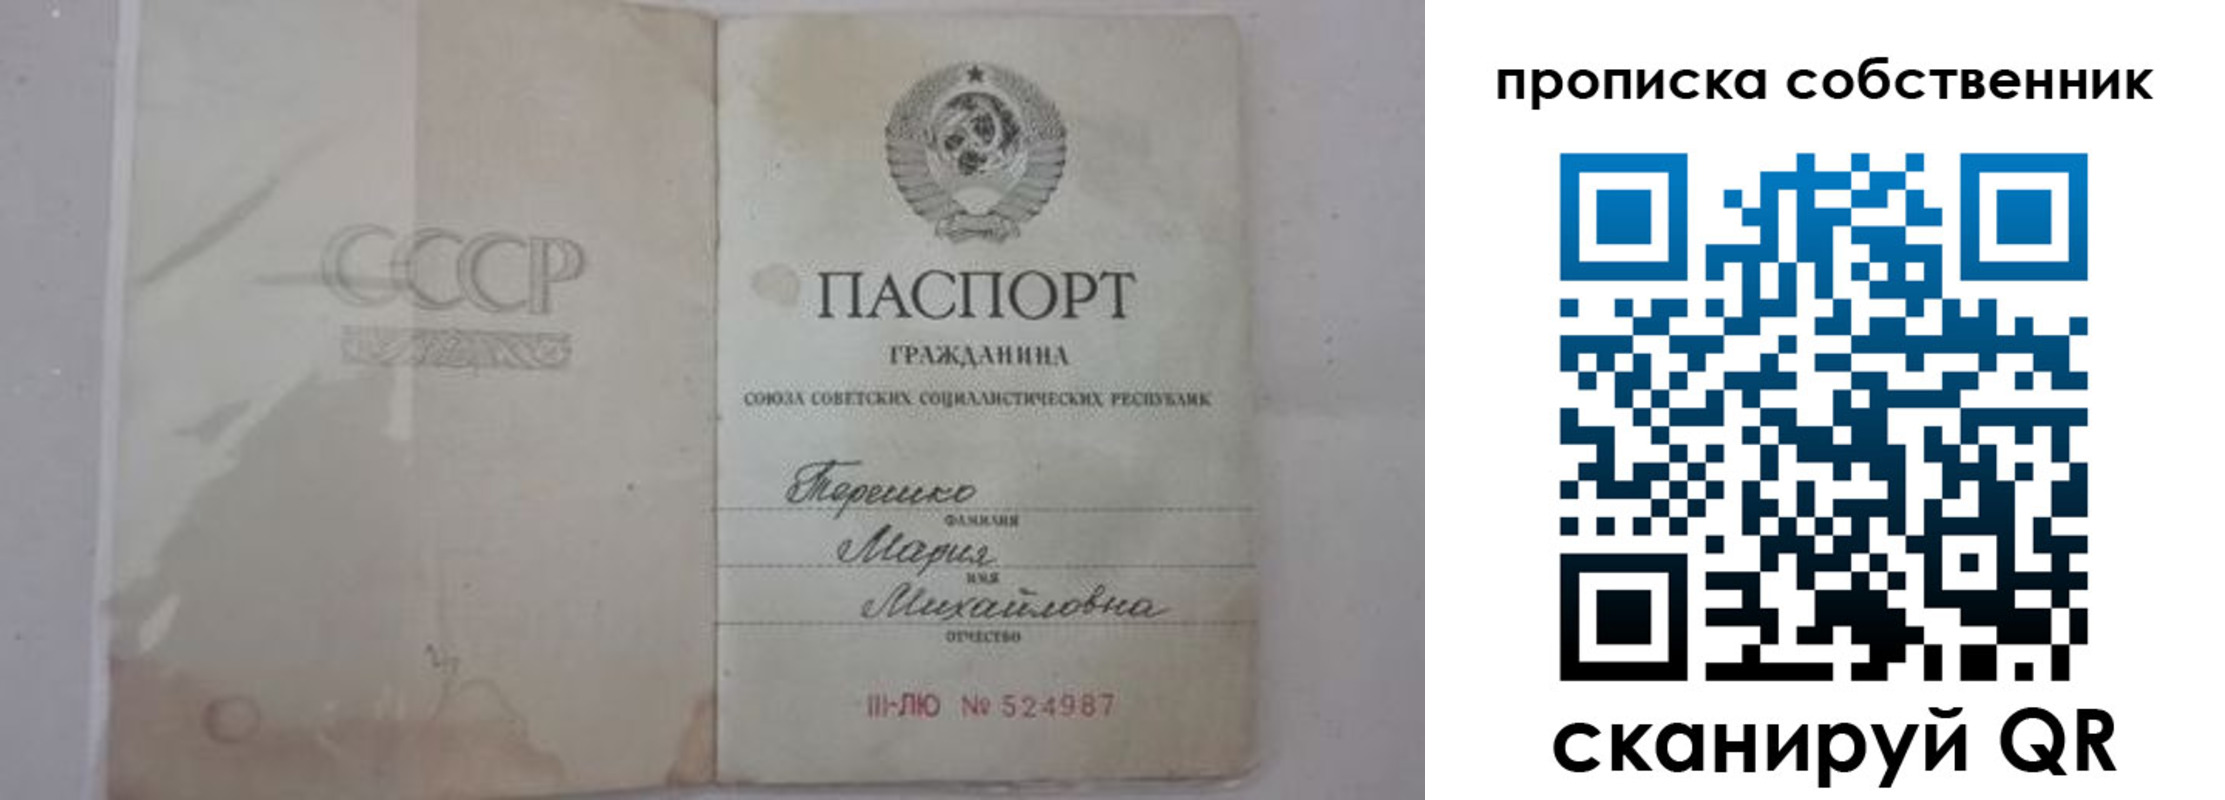 СССР
ПАСПОРТ
ГРАЖДАНИНА
СОЮЗА СОВЕТСКИХ СОЦИАЛИСТИЧЕСКИХ РЕСПУБЛИК
Терешко
ФАМИЛИЯ
Мария
ИМЯ
Михайловна
ОТЧЕСТВО
III-ЛЮ № 524987
прописка собственник
сканируй QR